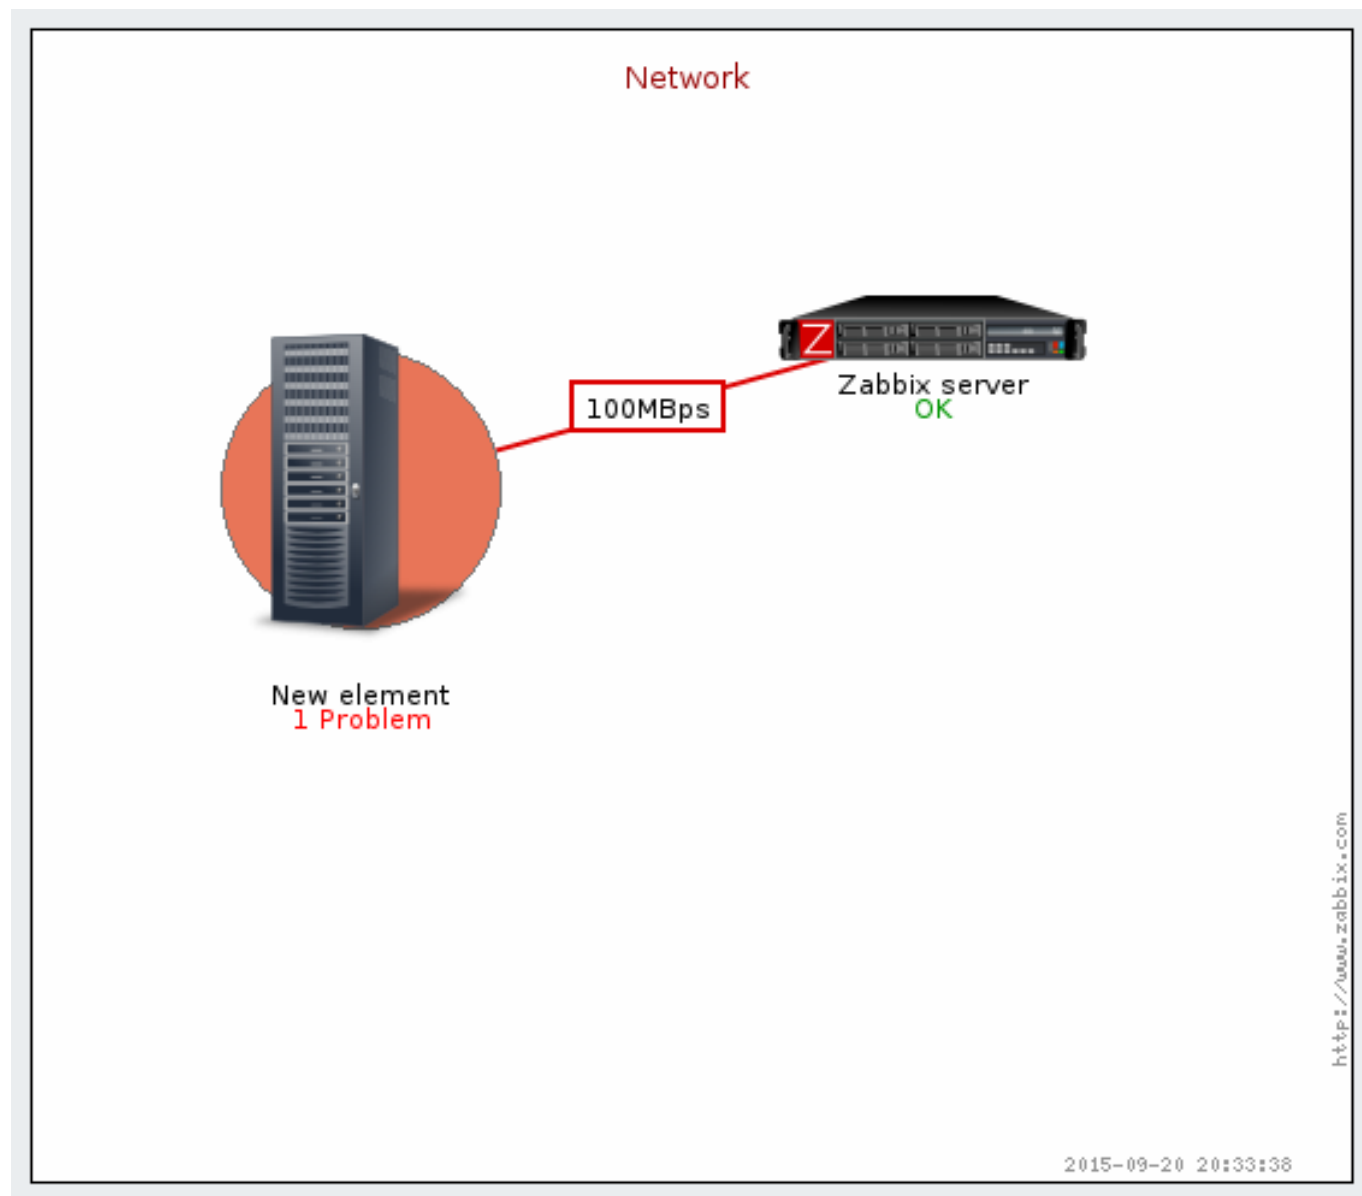 Network
Z
Zabbix server
OK
100MBps
New element
1 Problem
http://www.zabbix.com
2015-09-20 20:33:38